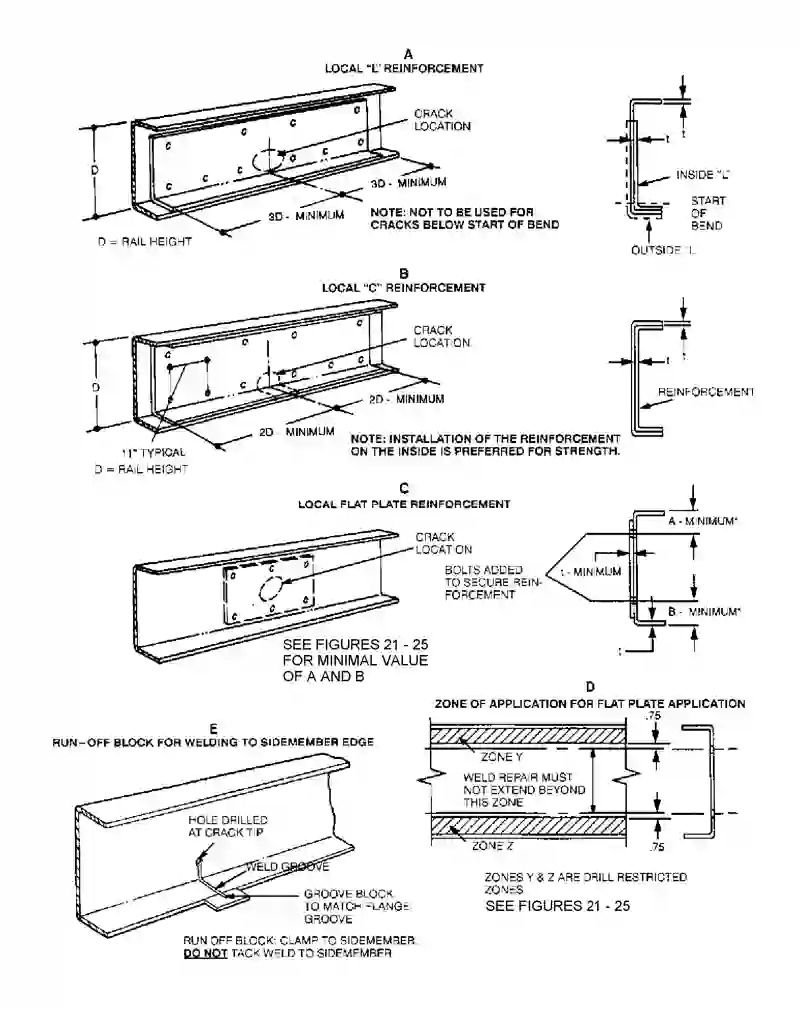 A
LOCAL "L" REINFORCEMENT
CRACK
LOCATION
D
3D - MINIMUM
3D - MINIMUM
D = RAIL HEIGHT
NOTE: NOT TO BE USED FOR
CRACKS BELOW START OF BEND
t
t
INSIDE "L"
START
OF
BEND
OUTSIDE "L
B
LOCAL "C" REINFORCEMENT
CRACK
LOCATION
D
2D - MINIMUM
2D - MINIMUM
11" TYPICAL
D = RAIL HEIGHT
NOTE: INSTALLATION OF THE REINFORCEMENT
ON THE INSIDE IS PREFERRED FOR STRENGTH.
t
t
REINFORCEMENT
C
LOCAL FLAT PLATE REINFORCEMENT
CRACK
LOCATION
BOLTS ADDED
TO SECURE REIN-
FORCEMENT
A - MINIMUM*
t - MINIMUM
B - MINIMUM*
t
SEE FIGURES 21 - 25
FOR MINIMAL VALUE
OF A AND B
D
ZONE OF APPLICATION FOR FLAT PLATE APPLICATION
.75
ZONE Y
WELD REPAIR MUST
NOT EXTEND BEYOND
THIS ZONE
ZONE Z
.75
ZONES Y & Z ARE DRILL RESTRICTED
ZONES
SEE FIGURES 21 - 25
E
RUN-OFF BLOCK FOR WELDING TO SIDEMEMBER EDGE
HOLE DRILLED
AT CRACK TIP
WELD GROOVE
GROOVE BLOCK
TO MATCH FLANGE
GROOVE
RUN OFF BLOCK: CLAMP TO SIDEMEMBER.
DO NOT TACK WELD TO SIDEMEMBER